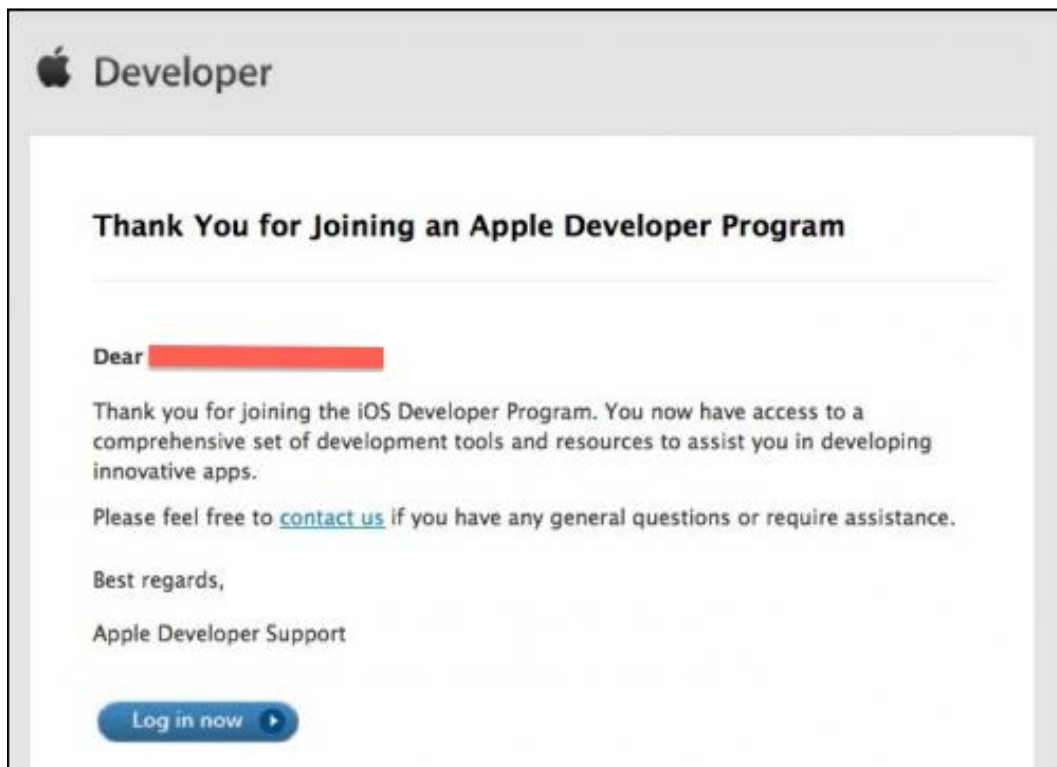 Developer
Thank You for Joining an Apple Developer Program
Dear
Thank you for joining the iOS Developer Program. You now have access to a
comprehensive set of development tools and resources to assist you in developing
innovative apps.
Please feel free to contact us if you have any general questions or require assistance.
Best regards,
Apple Developer Support
Log in now